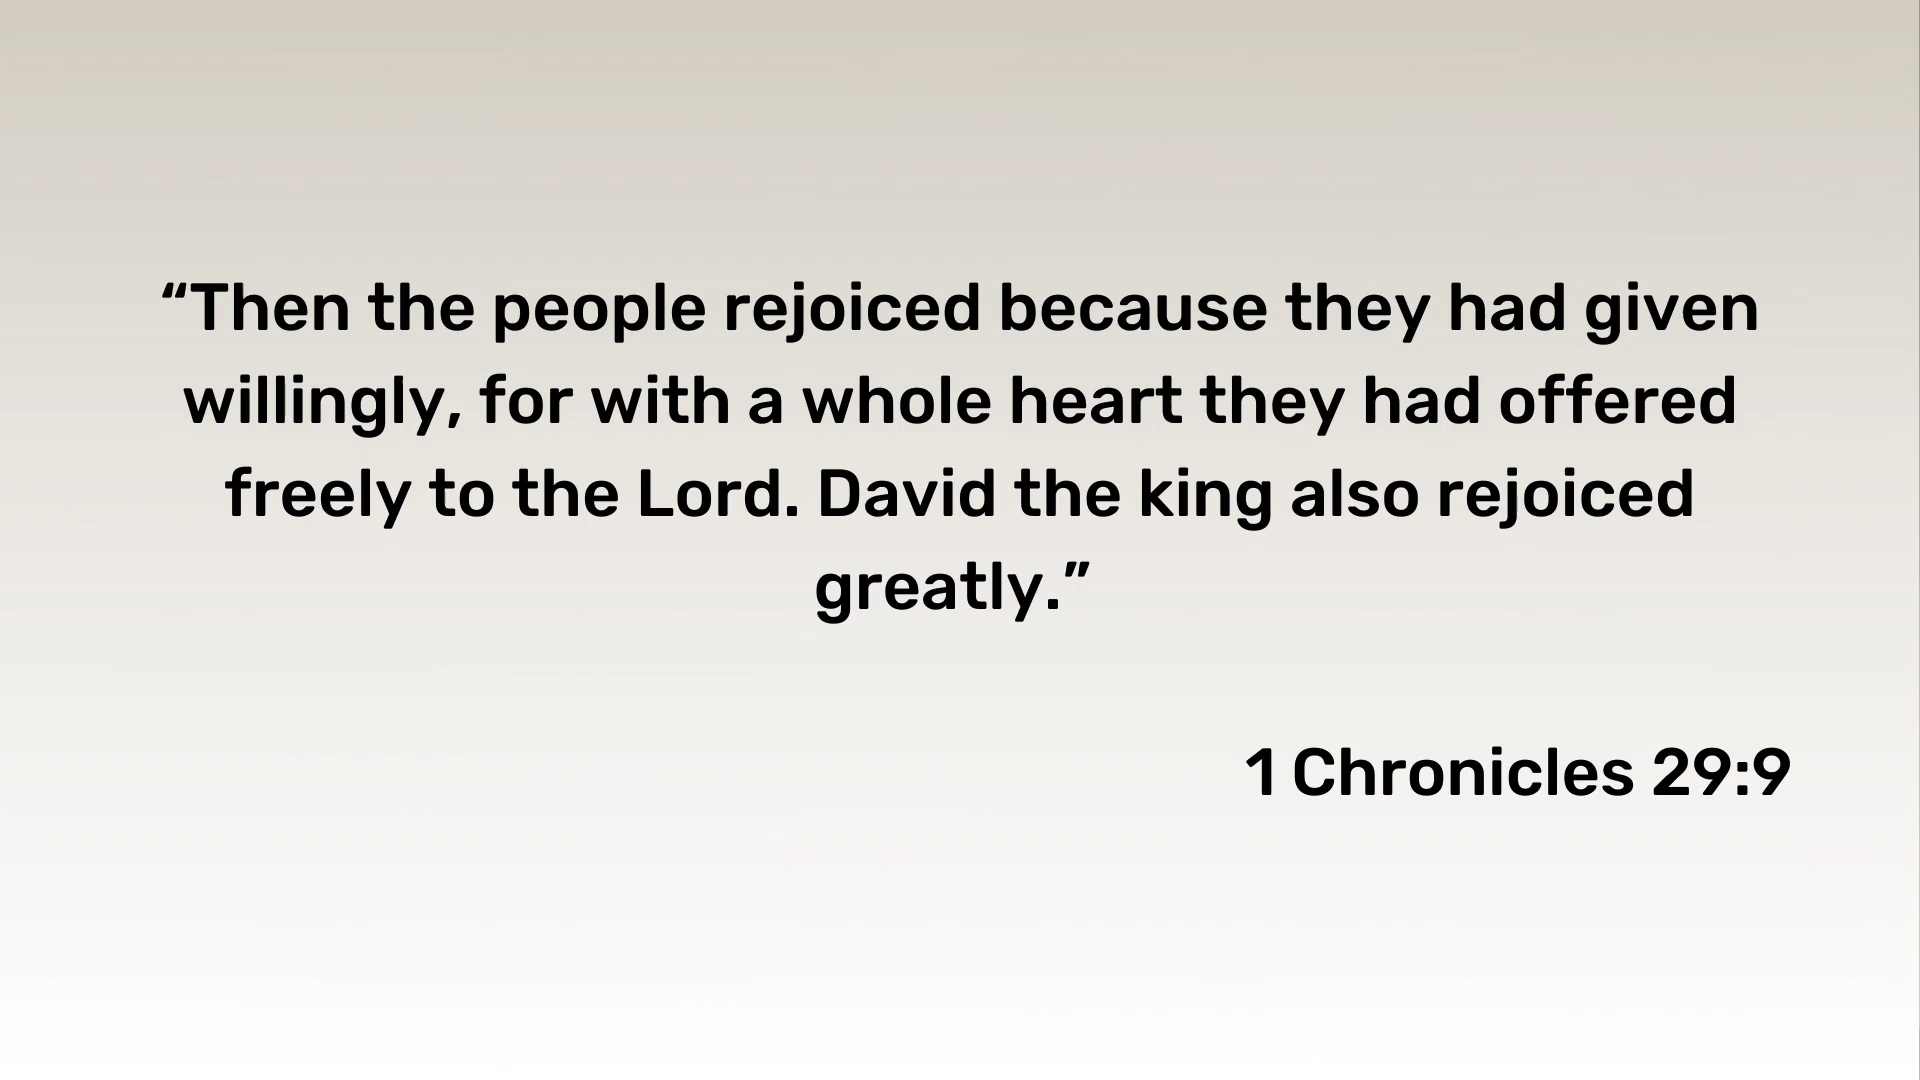 “Then the people rejoiced because they had given
willingly, for with a whole heart they had offered
freely to the Lord. David the king also rejoiced
greatly.”
1 Chronicles 29:9